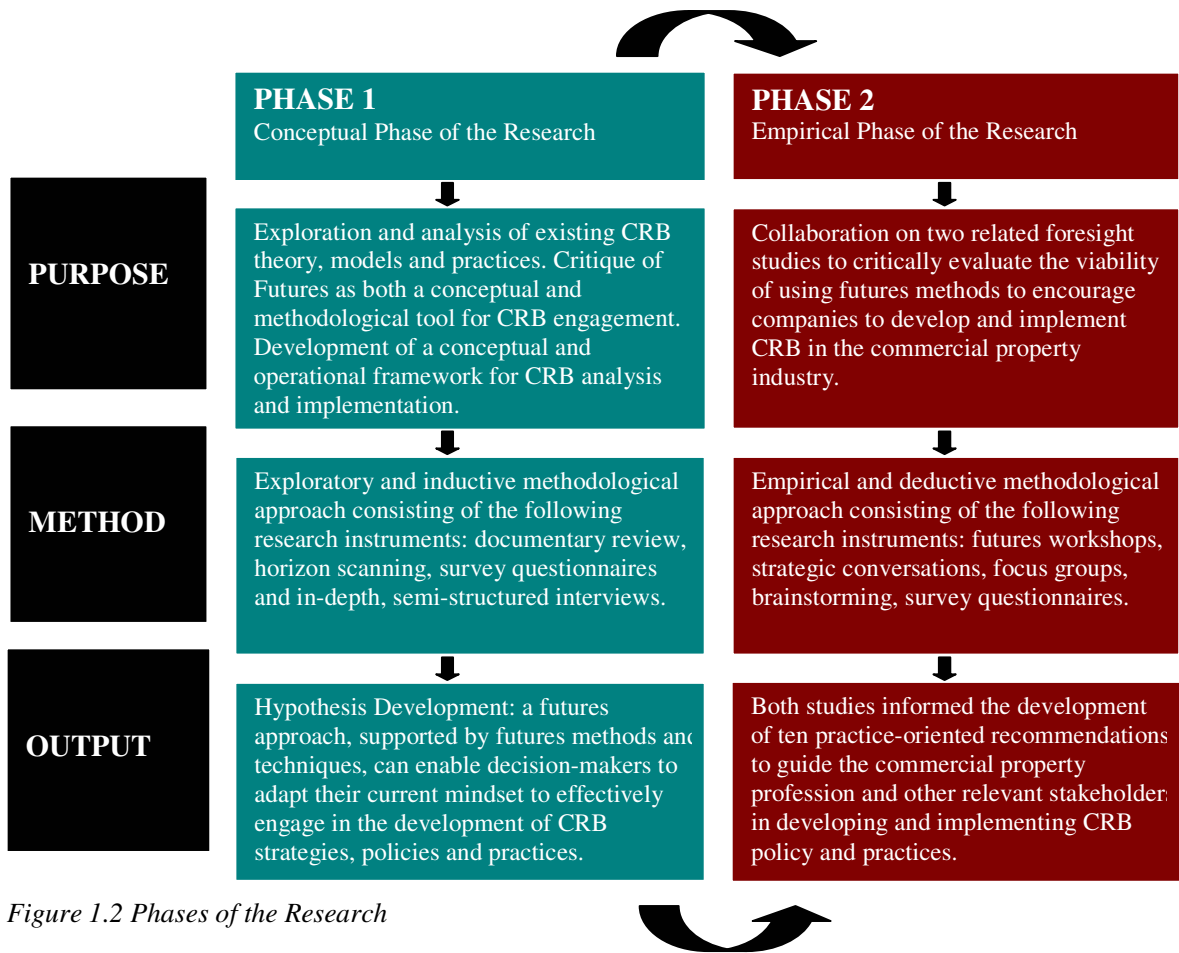 PHASE 1
Conceptual Phase of the Research
PHASE 2
Empirical Phase of the Research
PURPOSE
Exploration and analysis of existing CRB
theory, models and practices. Critique of
Futures as both a conceptual and
methodological tool for CRB engagement.
Development of a conceptual and
operational framework for CRB analysis
and implementation.
Collaboration on two related foresight
studies to critically evaluate the viability
of using futures methods to encourage
companies to develop and implement
CRB in the commercial property
industry.
METHOD
Exploratory and inductive methodological
approach consisting of the following
research instruments: documentary review,
horizon scanning, survey questionnaires
and in-depth, semi-structured interviews.
Empirical and deductive methodological
approach consisting of the following
research instruments: futures workshops,
strategic conversations, focus groups,
brainstorming, survey questionnaires.
OUTPUT
Hypothesis Development: a futures
approach, supported by futures methods and
techniques, can enable decision-makers to
adapt their current mindset to effectively
engage in the development of CRB
strategies, policies and practices.
Both studies informed the development
of ten practice-oriented recommendations
to guide the commercial property
profession and other relevant stakeholders
in developing and implementing CRB
policy and practices.
Figure 1.2 Phases of the Research